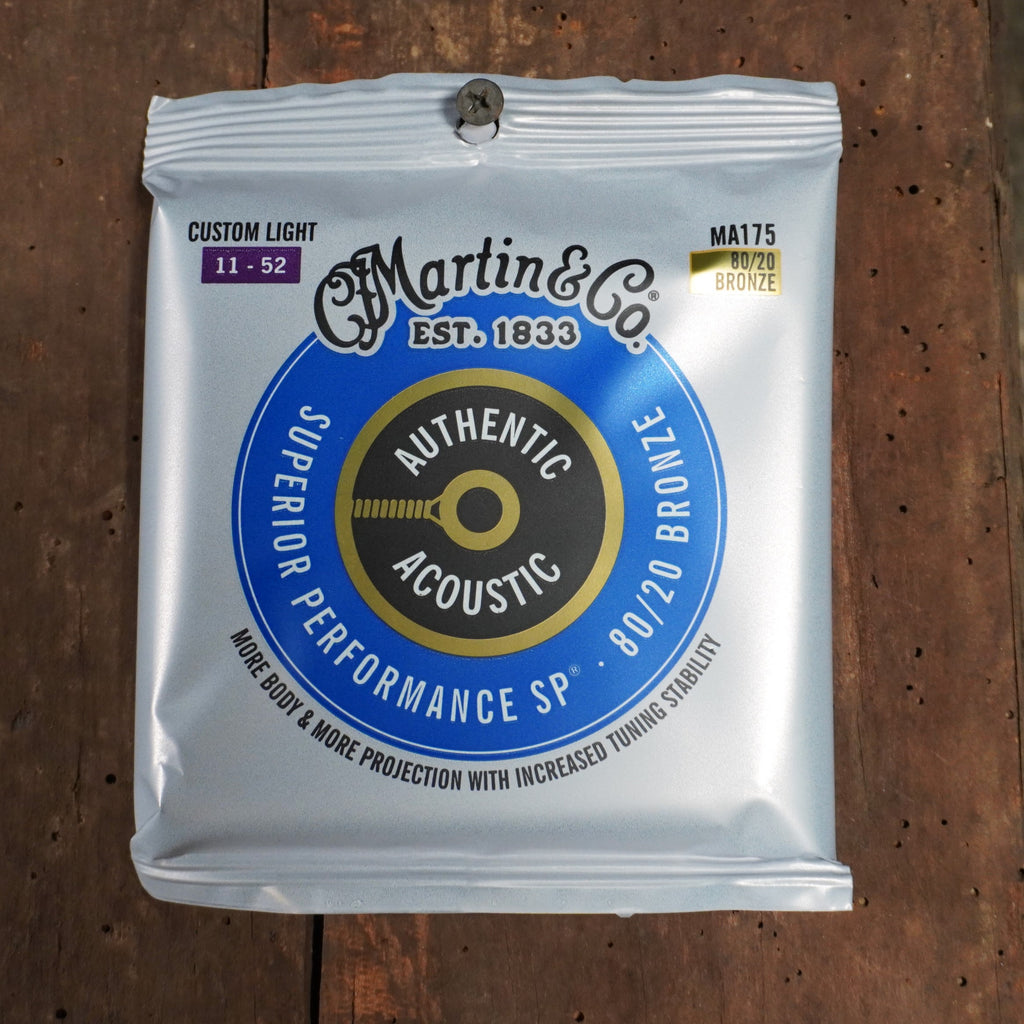 CUSTOM LIGHT
11 - 52
MA175
80/20
BRONZE
CFMartin & Co.®
EST. 1833
AUTHENTIC
ACOUSTIC
SUPERIOR PERFORMANCE SP® · 80/20 BRONZE
MORE BODY & MORE PROJECTION WITH INCREASED TUNING STABILITY